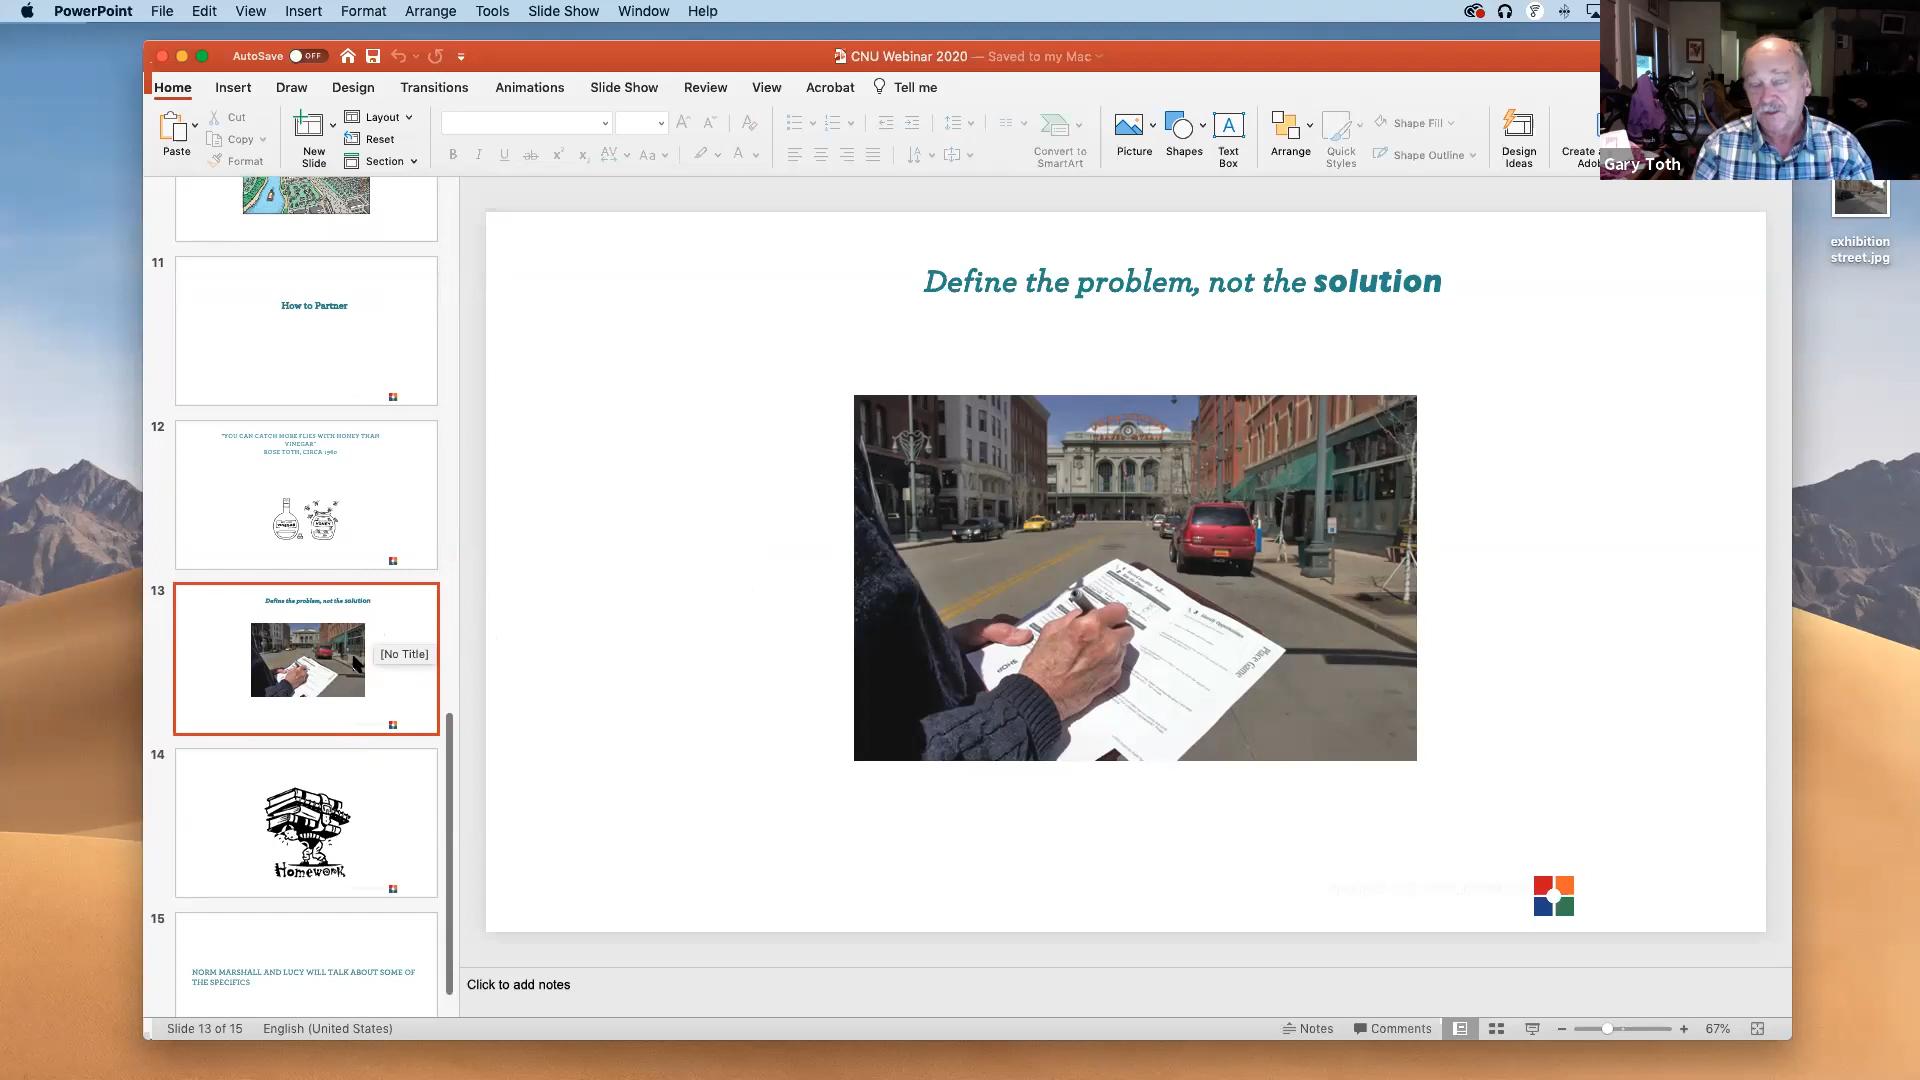 PowerPoint File Edit View Insert Format Arrange Tools Slide Show Window Help
AutoSave OFF
CNU Webinar 2020 — Saved to my Mac
Home Insert Draw Design Transitions Animations Slide Show Review View Acrobat Tell me
Paste
Cut
Copy
Format
New Slide
Layout
Reset
Section
Convert to SmartArt
Picture
Shapes
Text Box
Arrange
Quick Styles
Shape Fill
Shape Outline
Design Ideas
Gary Toth
exhibition
street.jpg
11
How to Partner
12
"YOU CAN CATCH MORE FLIES WITH HONEY THAN
VINEGAR"
ROSE TOTH, CIRCA 1960
VINEGAR
HONEY
13
Define the problem, not the solution
[No Title]
14
Homework
15
NORM MARSHALL AND LUCY WILL TALK ABOUT SOME OF
THE SPECIFICS
Define the problem, not the solution
Place Game
Click to add notes
Slide 13 of 15 English (United States) Notes Comments 67%